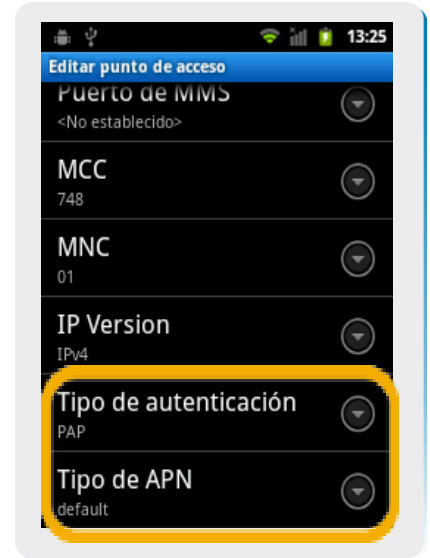 13:25
Editar punto de acceso
Puerto de MMS
<No establecido>
MCC
748
MNC
01
IP Version
IPv4
Tipo de autenticación
PAP
Tipo de APN
default